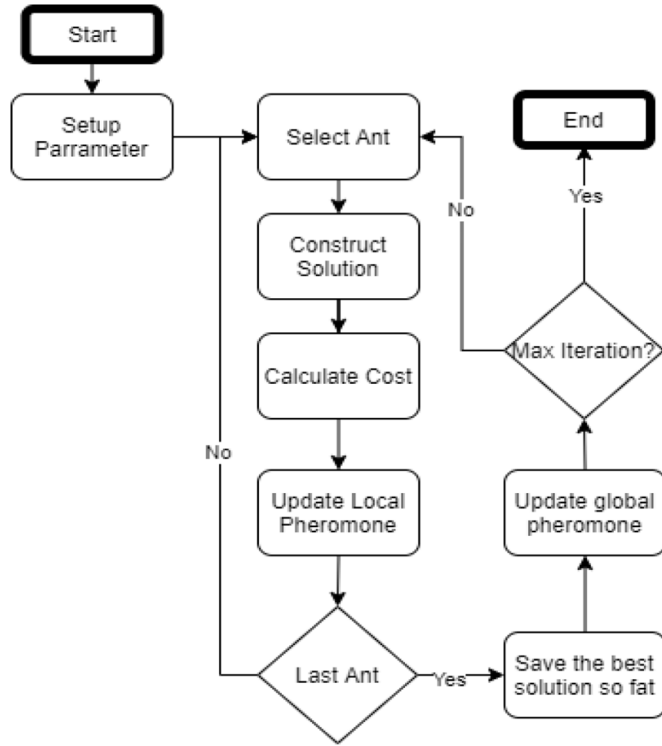 Start
Setup
Parrameter
Select Ant
End
No
Yes
Construct
Solution
Max Iteration?
Calculate Cost
No
Update Local
Pheromone
Update global
pheromone
Last Ant
Yes
Save the best
solution so fat